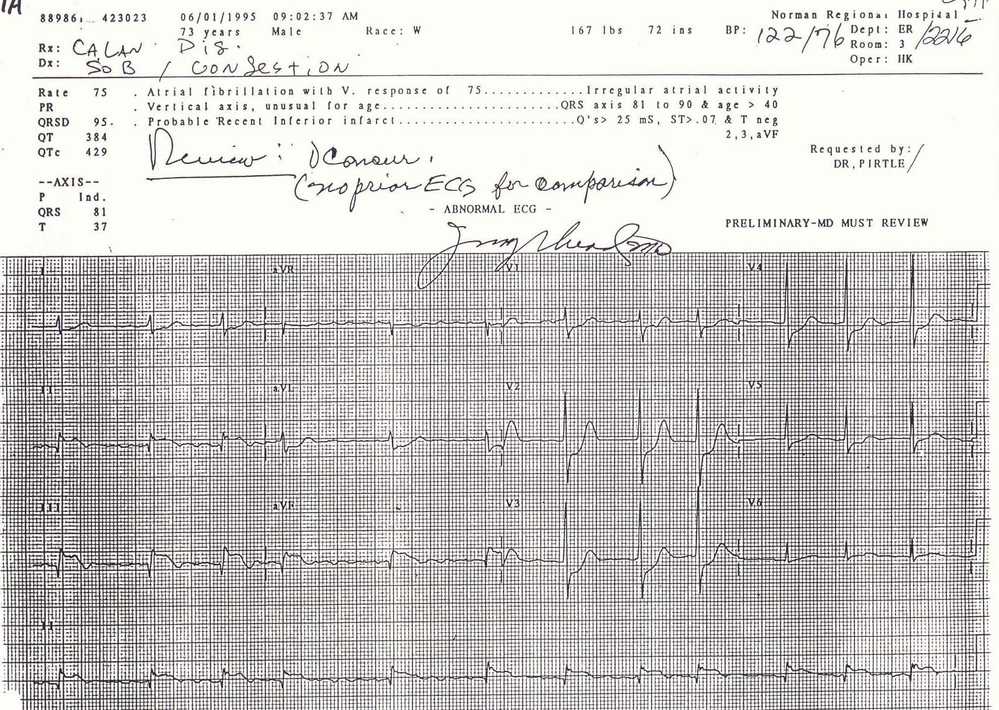 1A
88986 423023 06/01/1995 09:02:37 AM Norman Regional Hospital
73 years Male Race: W 167 lbs 72 ins BP: 122/76 Dept: ER
Rx: CALAN Dig. Room: 3 /2216
Dx: SOB / CONgestiON Oper: HK
Rate 75 . Atrial fibrillation with V. response of 75..............Irregular atrial activity
PR . Vertical axis, unusual for age......................QRS axis 81 to 90 & age > 40
QRSD 95. . Probable Recent Inferior infarct......................Q's> 25 mS, ST>.07 & T neg
QT 384 2,3,aVF
QTc 429 Review: I Concur. Requested by:
DR,PIRTLE
--AXIS-- (no prior ECG for comparison)
P Ind.
QRS 81 - ABNORMAL ECG -
T 37 PRELIMINARY-MD MUST REVIEW
MD
I aVR V1 V4
II aVL V2 V5
III aVF V3 V6
II